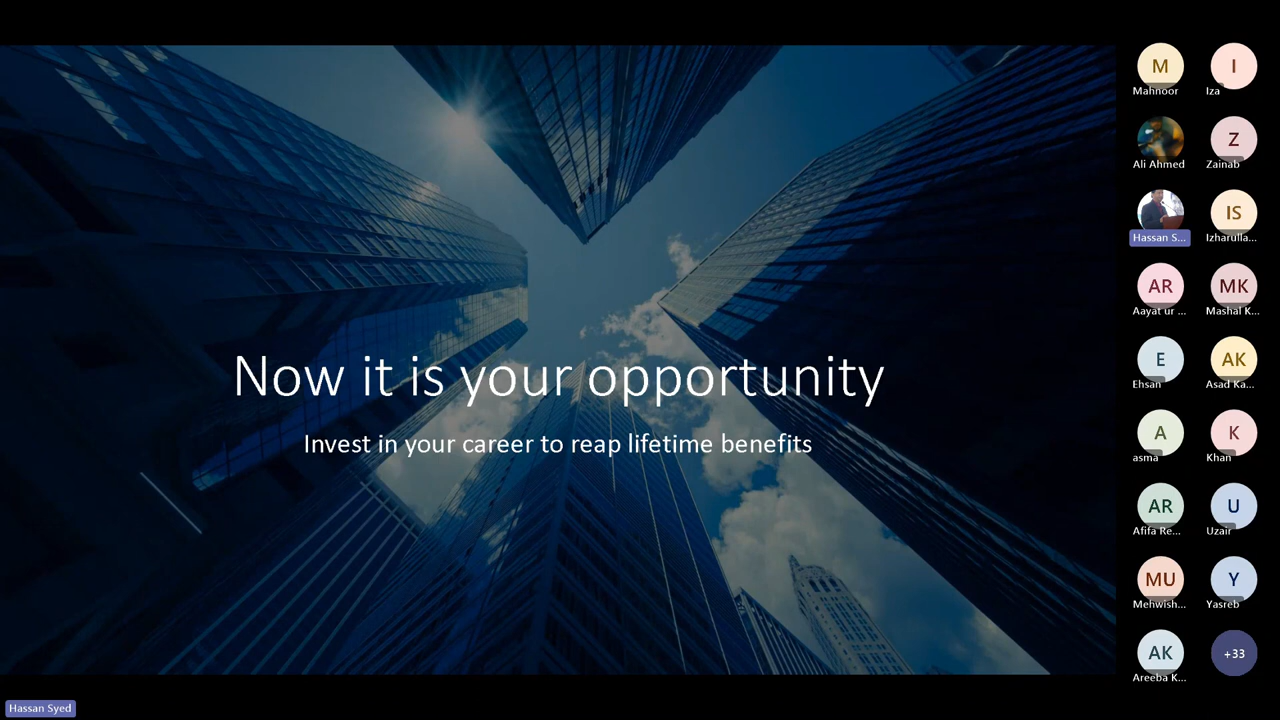 Now it is your opportunity
Invest in your career to reap lifetime benefits
M
Mahnoor
I
Iza
Ali Ahmed
Z
Zainab
Hassan S...
IS
Izharulla...
AR
Aayat ur ...
MK
Mashal K...
E
Ehsan
AK
Asad Ka...
A
asma
K
Khan
AR
Afifa Re...
U
Uzair
MU
Mehwish...
Y
Yasreb
AK
Areeba K...
+33
Hassan Syed